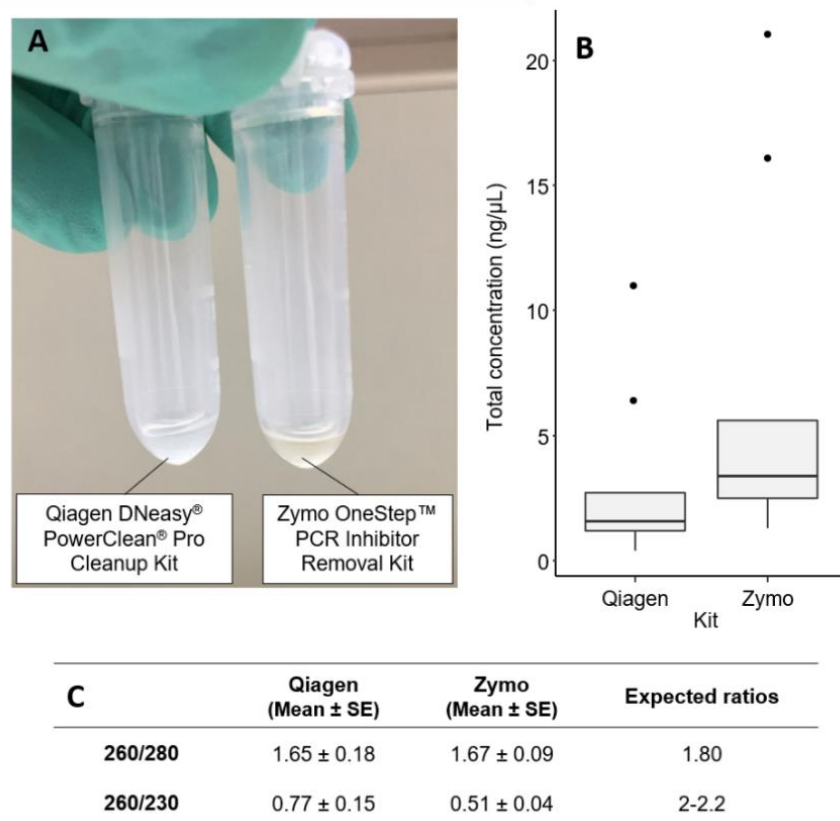 A
Qiagen DNeasy®
PowerClean® Pro
Cleanup Kit
Zymo OneStep™
PCR Inhibitor
Removal Kit
B
Total concentration (ng/µL)
20
15
10
5
0
Qiagen Zymo
Kit
C
Qiagen (Mean ± SE) Zymo (Mean ± SE) Expected ratios
260/280 1.65 ± 0.18 1.67 ± 0.09 1.80
260/230 0.77 ± 0.15 0.51 ± 0.04 2-2.2